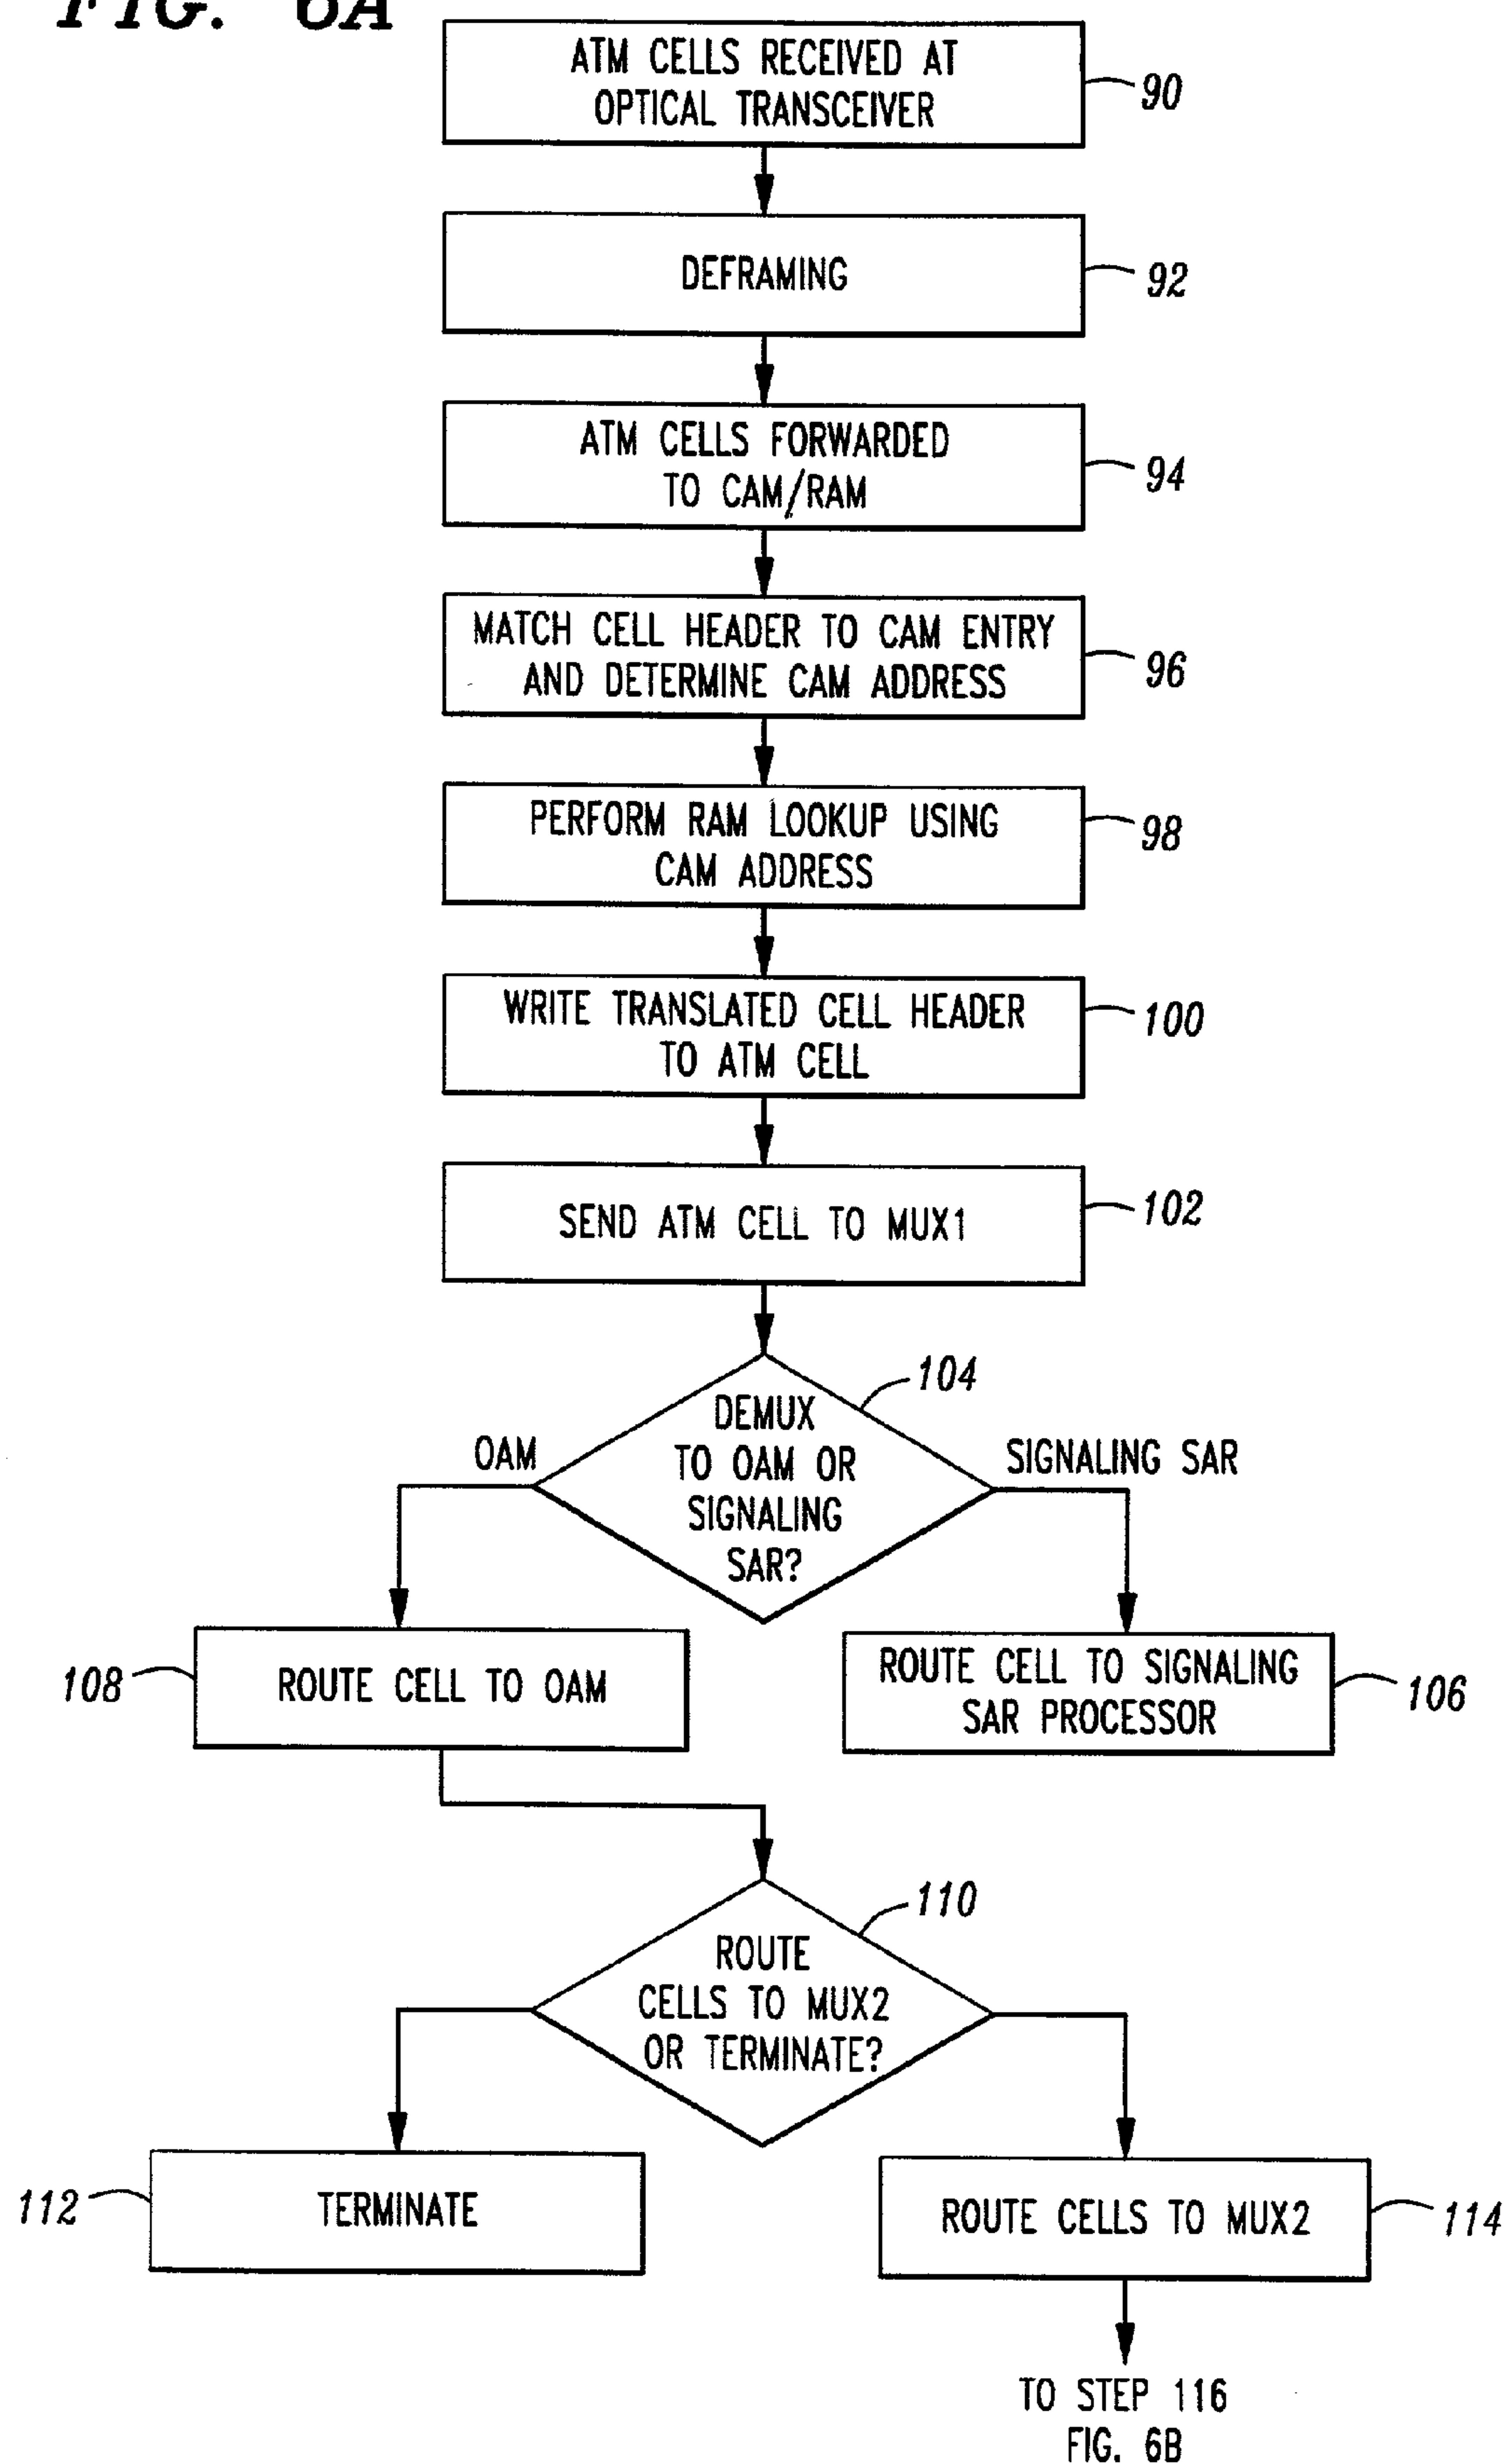 FIG. 6A
ATM CELLS RECEIVED AT
OPTICAL TRANSCEIVER
90
DEFRAMING
92
ATM CELLS FORWARDED
TO CAM/RAM
94
MATCH CELL HEADER TO CAM ENTRY
AND DETERMINE CAM ADDRESS
96
PERFORM RAM LOOKUP USING
CAM ADDRESS
98
WRITE TRANSLATED CELL HEADER
TO ATM CELL
100
SEND ATM CELL TO MUX1
102
104
DEMUX
TO OAM OR
SIGNALING
SAR?
OAM
SIGNALING SAR
108
ROUTE CELL TO OAM
ROUTE CELL TO SIGNALING
SAR PROCESSOR
106
110
ROUTE
CELLS TO MUX2
OR TERMINATE?
112
TERMINATE
ROUTE CELLS TO MUX2
114
TO STEP 116
FIG. 6B